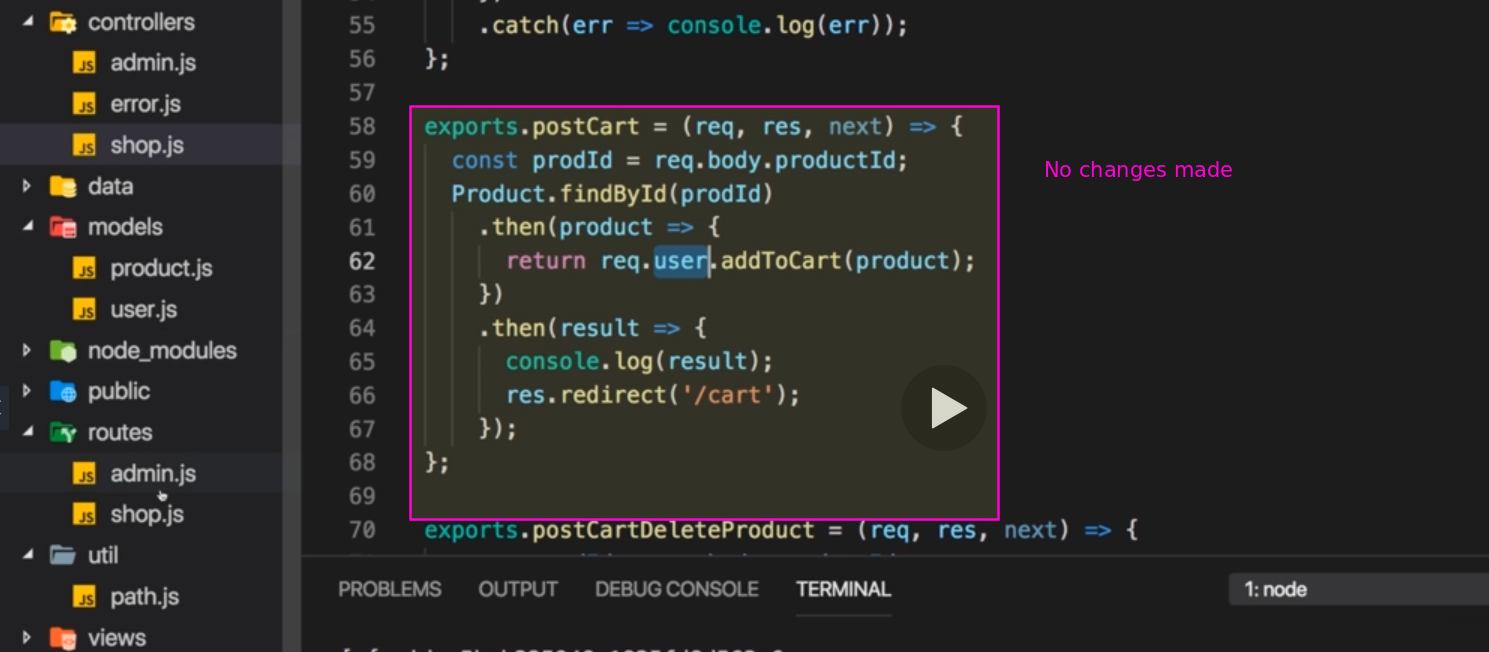 controllers
admin.js
error.js
shop.js
data
models
product.js
user.js
node_modules
public
routes
admin.js
shop.js
util
path.js
views
55 .catch(err => console.log(err));
56 };
57
58 exports.postCart = (req, res, next) => {
59 const prodId = req.body.productId;
60 Product.findById(prodId)
61 .then(product => {
62 return req.user.addToCart(product);
63 })
64 .then(result => {
65 console.log(result);
66 res.redirect('/cart');
67 });
68 };
69
70 exports.postCartDeleteProduct = (req, res, next) => {
No changes made
PROBLEMS OUTPUT DEBUG CONSOLE TERMINAL 1: node